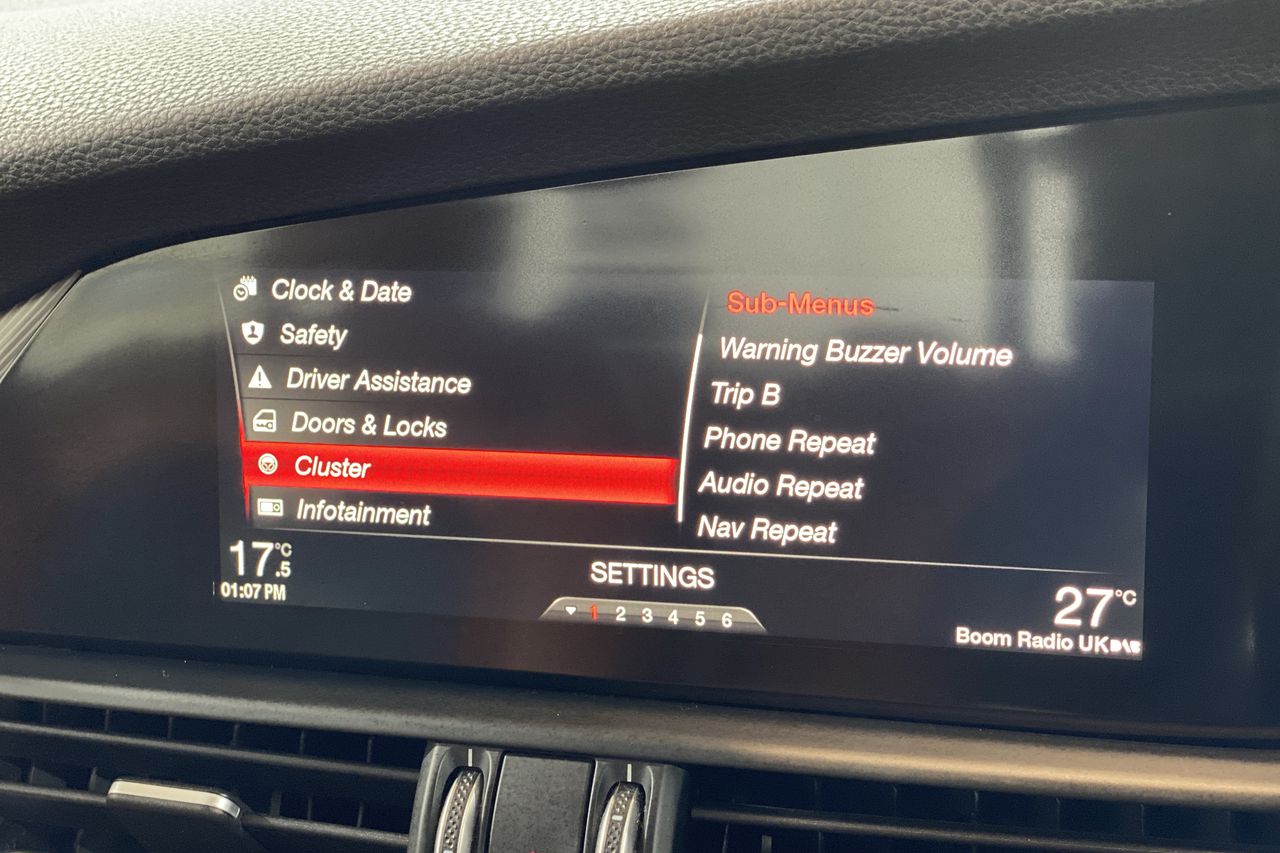 Clock & Date
Safety
Driver Assistance
Doors & Locks
Cluster
Infotainment
Sub-Menus
Warning Buzzer Volume
Trip B
Phone Repeat
Audio Repeat
Nav Repeat
17.5°C
01:07 PM
SETTINGS
1 2 3 4 5 6
27°C
Boom Radio UK DAB